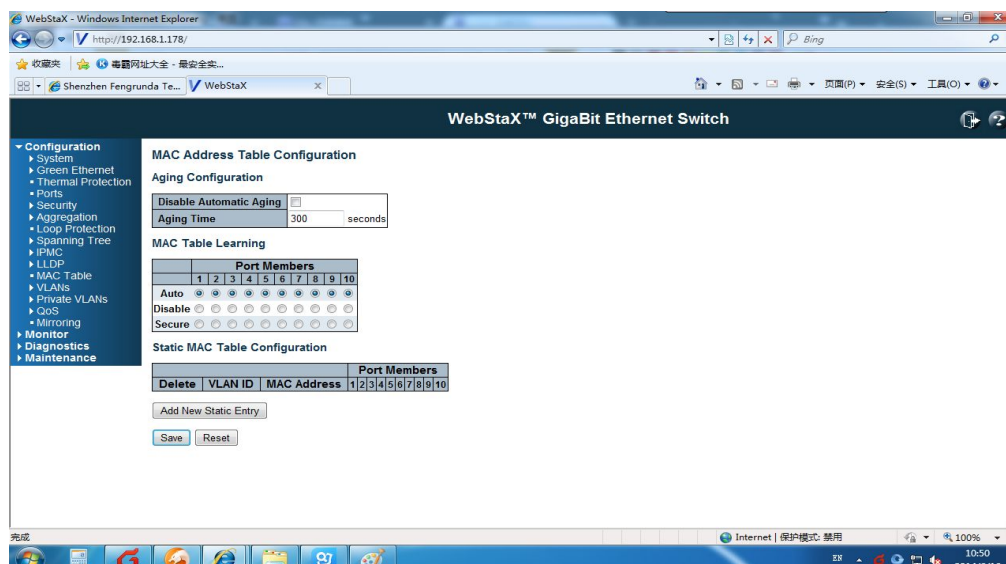 WebStaX - Windows Internet Explorer
http://192.168.1.178/
Bing
收藏夹
毒霸网址大全 - 最安全实...
Shenzhen Fengrunda Te...
WebStaX
x
页面(P)
安全(S)
工具(O)
WebStaX™ GigaBit Ethernet Switch
Configuration
System
Green Ethernet
Thermal Protection
Ports
Security
Aggregation
Loop Protection
Spanning Tree
IPMC
LLDP
MAC Table
VLANs
Private VLANs
QoS
Mirroring
Monitor
Diagnostics
Maintenance
MAC Address Table Configuration
Aging Configuration
Disable Automatic Aging
Aging Time 300 seconds
MAC Table Learning
Port Members
1 2 3 4 5 6 7 8 9 10
Auto
Disable
Secure
Static MAC Table Configuration
Port Members
Delete VLAN ID MAC Address 1 2 3 4 5 6 7 8 9 10
Add New Static Entry
Save Reset
完成
Internet | 保护模式: 禁用
100%
EN
10:50